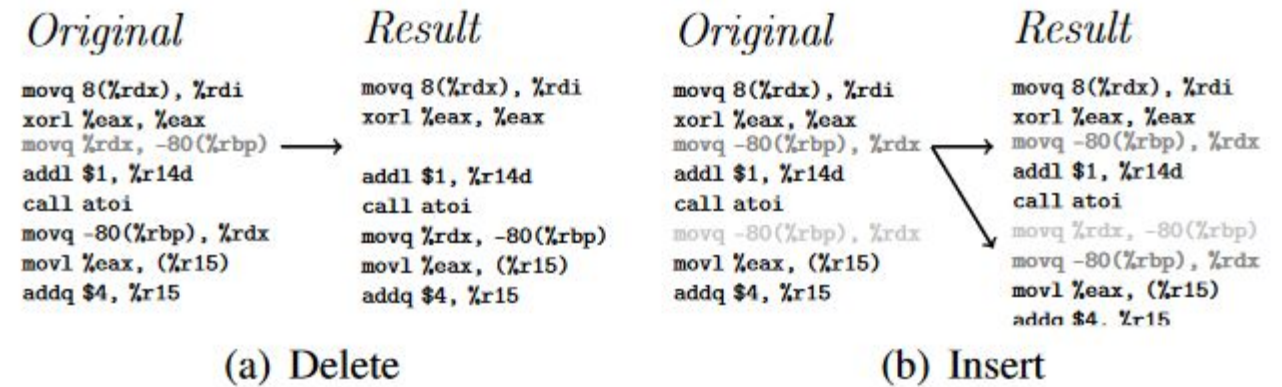 Original
movq 8(%rdx), %rdi
xorl %eax, %eax
movq %rdx, -80(%rbp)
addl $1, %r14d
call atoi
movq -80(%rbp), %rdx
movl %eax, (%r15)
addq $4, %r15
Result
movq 8(%rdx), %rdi
xorl %eax, %eax
addl $1, %r14d
call atoi
movq %rdx, -80(%rbp)
movl %eax, (%r15)
addq $4, %r15
(a) Delete
Original
movq 8(%rdx), %rdi
xorl %eax, %eax
movq -80(%rbp), %rdx
addl $1, %r14d
call atoi
movq -80(%rbp), %rdx
movl %eax, (%r15)
addq $4, %r15
Result
movq 8(%rdx), %rdi
xorl %eax, %eax
movq -80(%rbp), %rdx
addl $1, %r14d
call atoi
movq %rdx, -80(%rbp)
movq -80(%rbp), %rdx
movl %eax, (%r15)
addq $4, %r15
(b) Insert